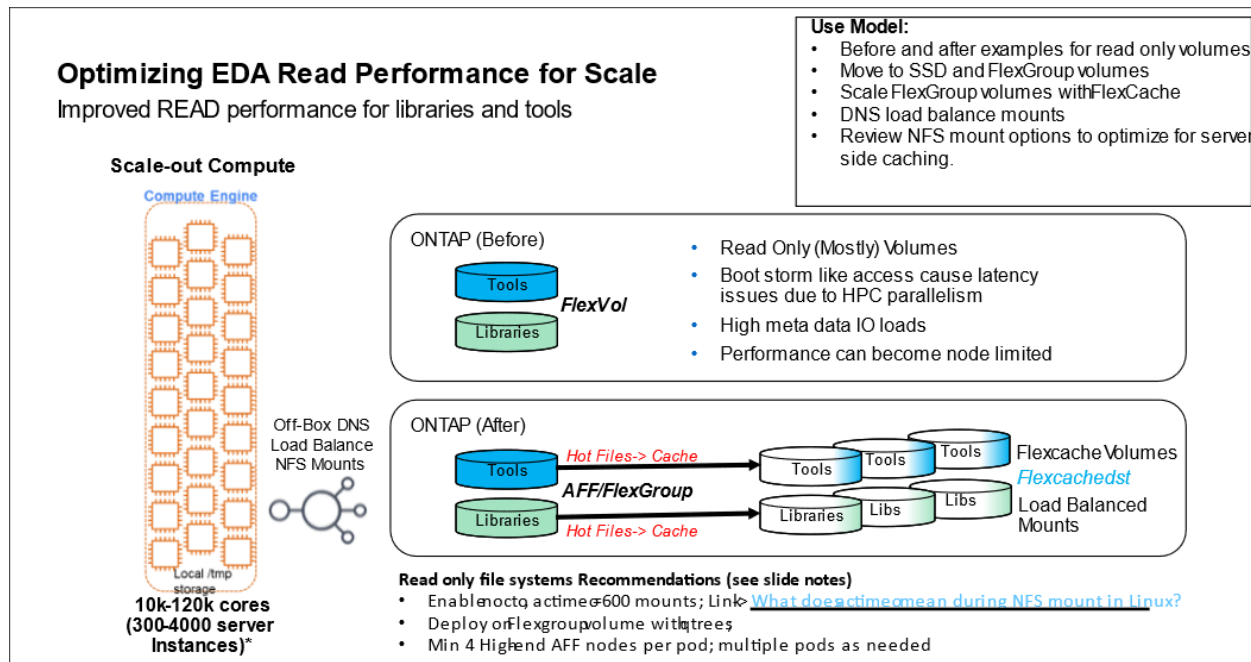 Use Model:
• Before and after examples for read only volumes
• Move to SSD and FlexGroup volumes
• Scale FlexGroup volumes withFlexCache
• DNS load balance mounts
• Review NFS mount options to optimize for server
side caching.
Optimizing EDA Read Performance for Scale
Improved READ performance for libraries and tools
Scale-out Compute
Compute Engine
Local /tmp
storage
10k-120k cores
(300-4000 server
Instances)*
Off-Box DNS
Load Balance
NFS Mounts
ONTAP (Before)
Tools
Libraries
FlexVol
• Read Only (Mostly) Volumes
• Boot storm like access cause latency
issues due to HPC parallelism
• High meta data IO loads
• Performance can become node limited
ONTAP (After)
Tools
Hot Files-> Cache
AFF/FlexGroup
Libraries
Hot Files-> Cache
Tools
Tools
Tools
Libraries
Libs
Libs
Flexcache Volumes
Flexcachedst
Load Balanced
Mounts
Read only file systems Recommendations (see slide notes)
• Enable nocto, actimeo=600 mounts; Link> What does actimeo mean during NFS mount in Linux?
• Deploy on Flexgroup volume with qtrees;
• Min 4 High-end AFF nodes per pod; multiple pods as needed